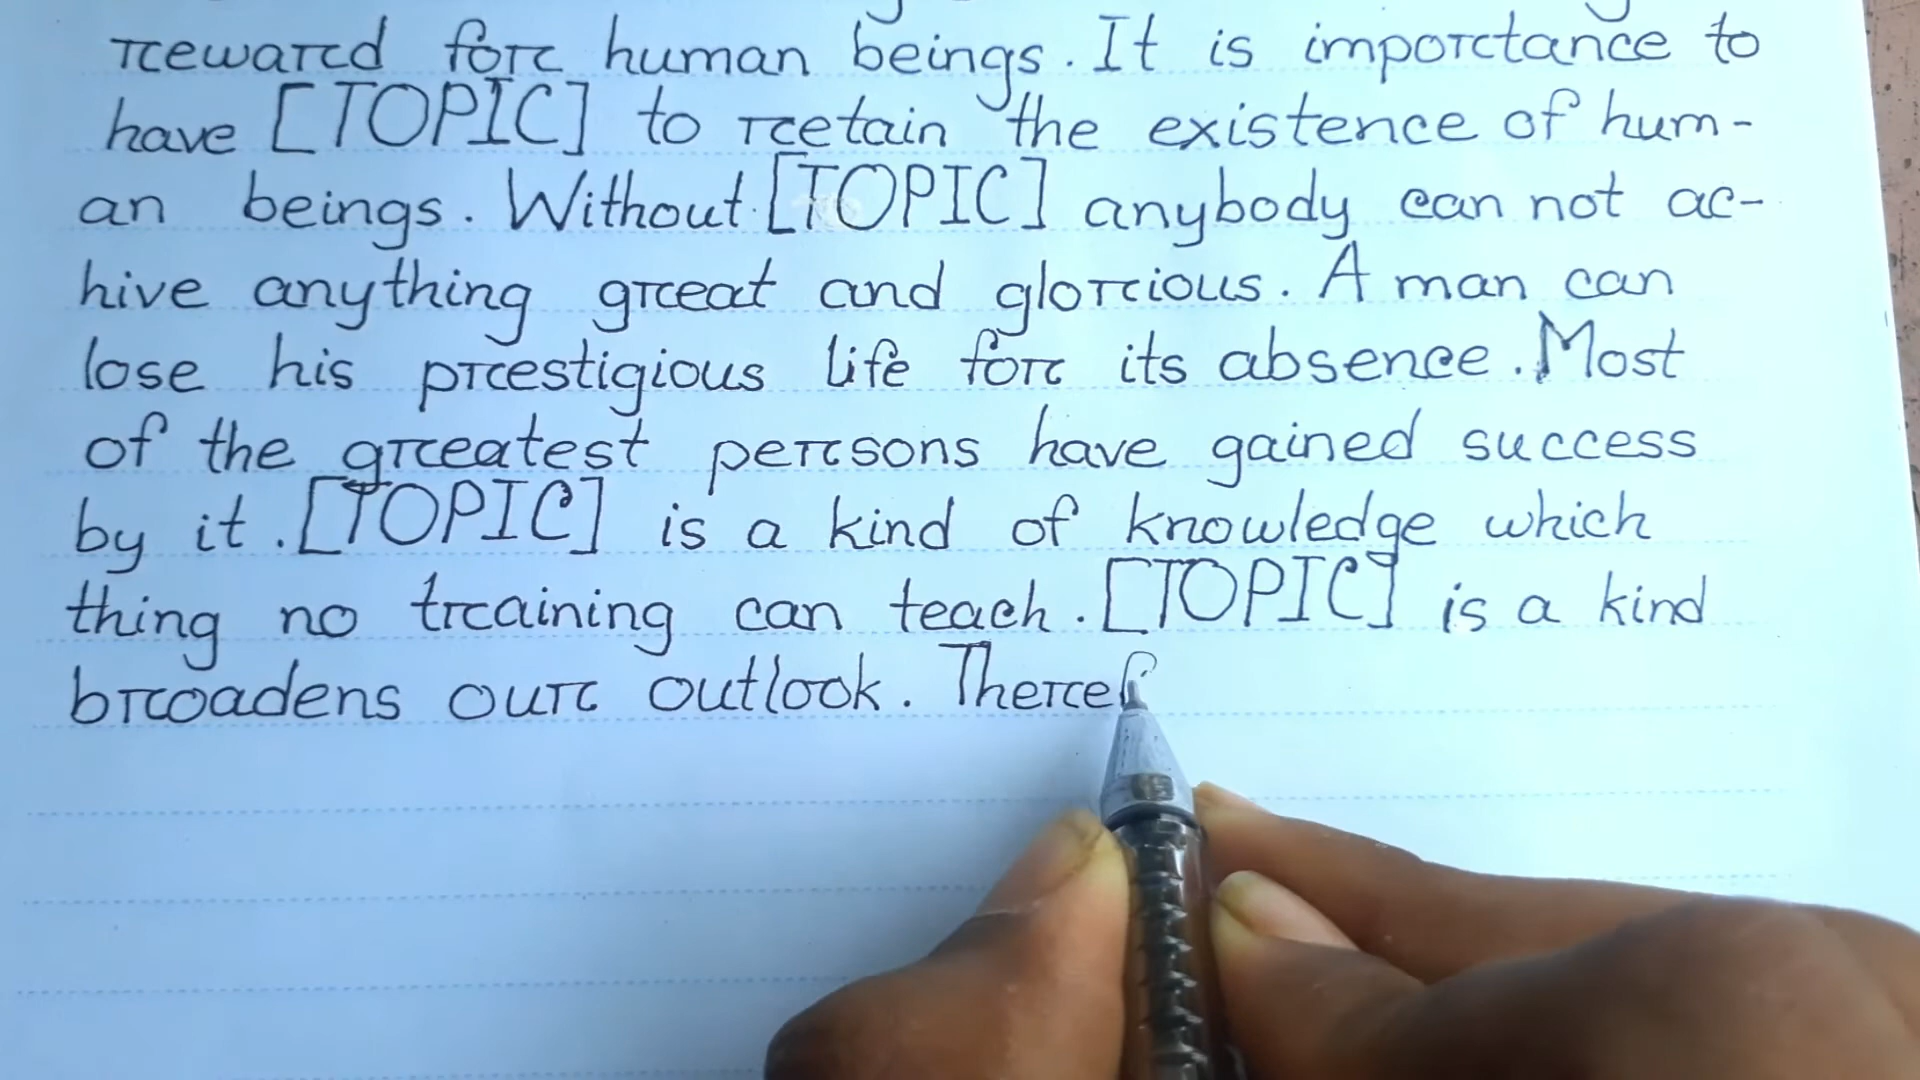 reward for human beings. It is importance to
have [TOPIC] to retain the existence of hum-
an beings. Without [TOPIC] anybody can not ac-
hive anything great and glorious. A man can
lose his prestigious life for its absence. Most
of the greatest persons have gained success
by it. [TOPIC] is a kind of knowledge which
thing no training can teach. [TOPIC] is a kind
broadens our outlook. Theref